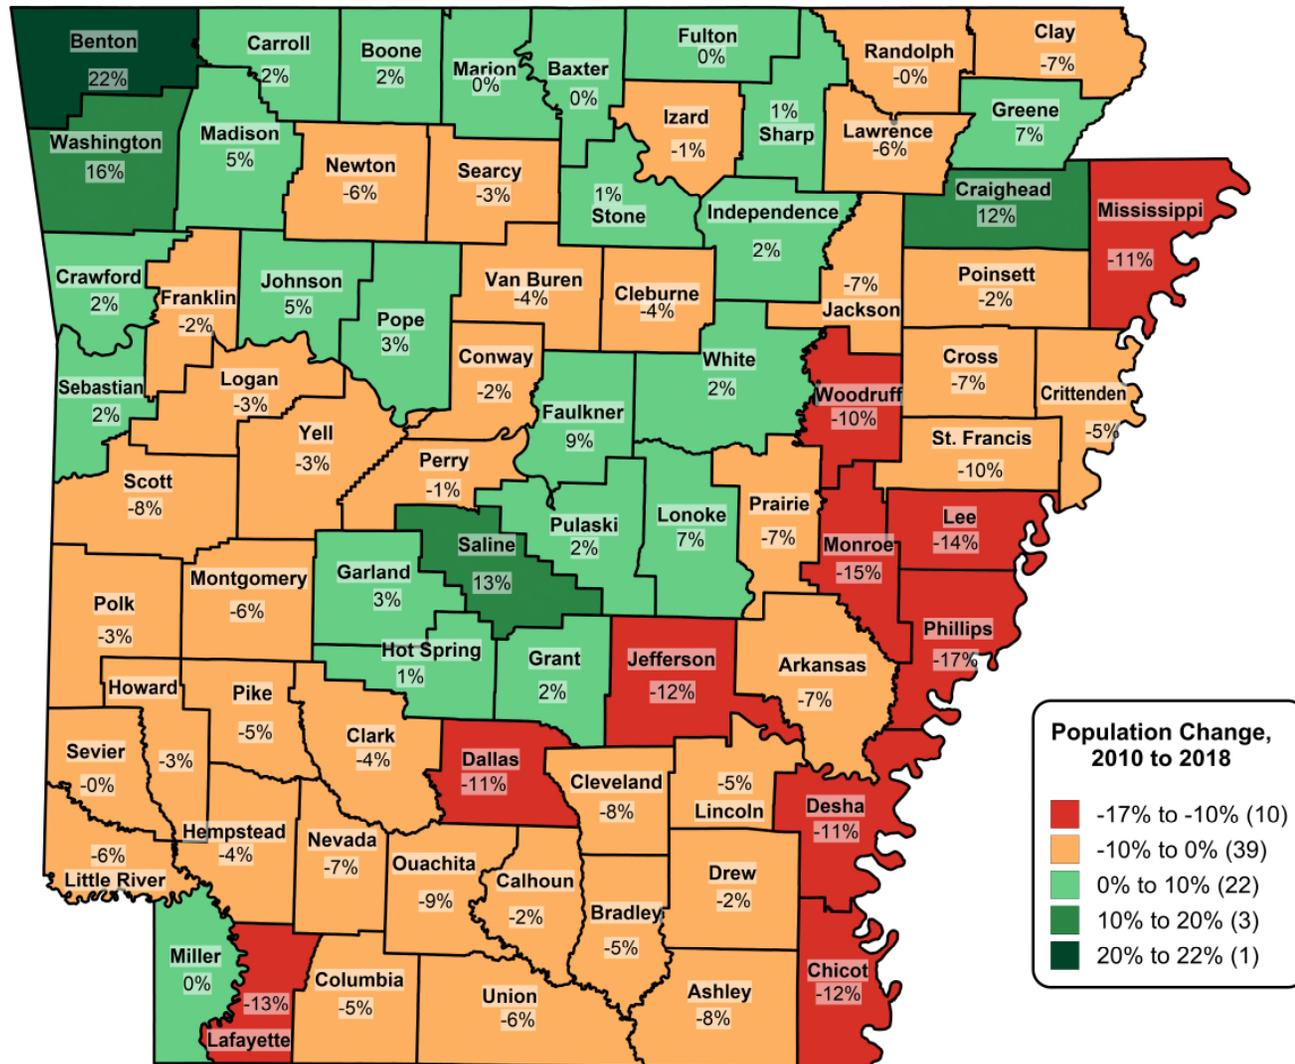 Benton
22%
Carroll
2%
Boone
2%
Marion
0%
Baxter
0%
Fulton
0%
Randolph
-0%
Clay
-7%
Washington
16%
Madison
5%
Newton
-6%
Searcy
-3%
1%
Stone
Izard
-1%
1%
Sharp
Lawrence
-6%
Greene
7%
Independence
2%
Craighead
12%
Mississippi
-11%
Crawford
2%
Franklin
-2%
Johnson
5%
Pope
3%
Van Buren
-4%
Cleburne
-4%
-7%
Jackson
Poinsett
-2%
Sebastian
2%
Logan
-3%
Conway
-2%
Faulkner
9%
White
2%
Woodruff
-10%
Cross
-7%
Crittenden
-5%
Scott
-8%
Yell
-3%
Perry
-1%
St. Francis
-10%
Saline
13%
Pulaski
2%
Lonoke
7%
Prairie
-7%
Monroe
-15%
Lee
-14%
Polk
-3%
Montgomery
-6%
Garland
3%
Hot Spring
1%
Grant
2%
Jefferson
-12%
Arkansas
-7%
Phillips
-17%
Howard
-3%
Pike
-5%
Clark
-4%
Dallas
-11%
Cleveland
-8%
-5%
Lincoln
Desha
-11%
Sevier
-0%
-6%
Little River
Hempstead
-4%
Nevada
-7%
Ouachita
-9%
Calhoun
-2%
Bradley
-5%
Drew
-2%
Miller
0%
-13%
Lafayette
Columbia
-5%
Union
-6%
Ashley
-8%
Chicot
-12%
Population Change,
2010 to 2018
-17% to -10% (10)
-10% to 0% (39)
0% to 10% (22)
10% to 20% (3)
20% to 22% (1)